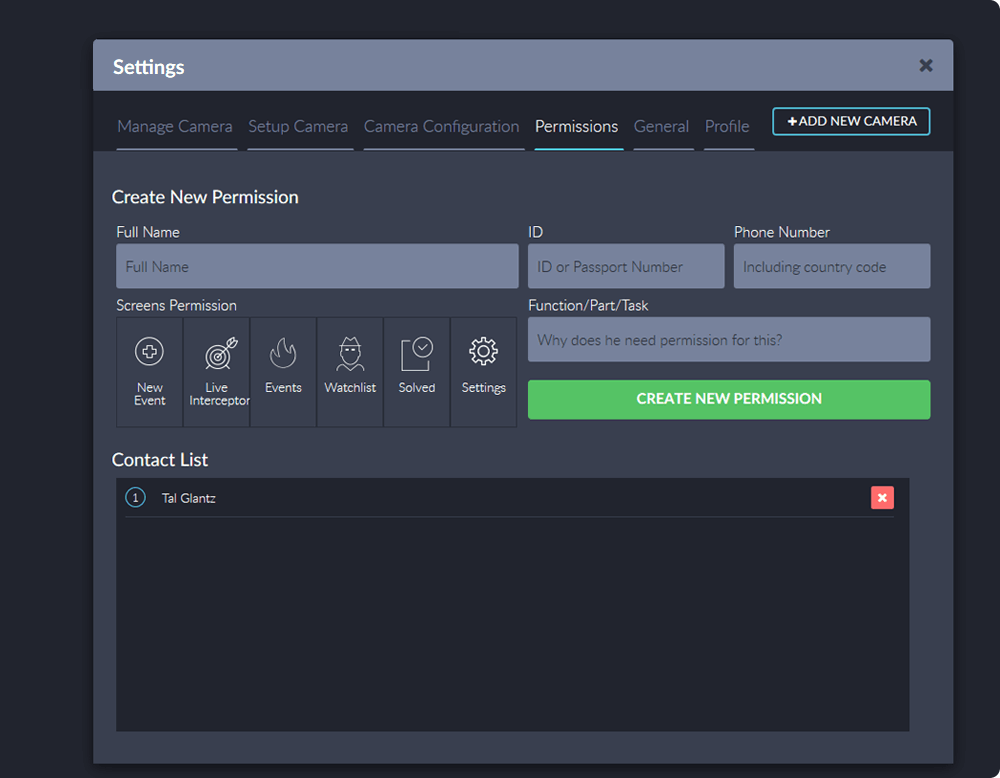 Settings
Manage Camera Setup Camera Camera Configuration Permissions General Profile +ADD NEW CAMERA
Create New Permission
Full Name ID Phone Number
Full Name ID or Passport Number Including country code
Screens Permission Function/Part/Task
Why does he need permission for this?
New Event Live Interceptor Events Watchlist Solved Settings
CREATE NEW PERMISSION
Contact List
1 Tal Glantz